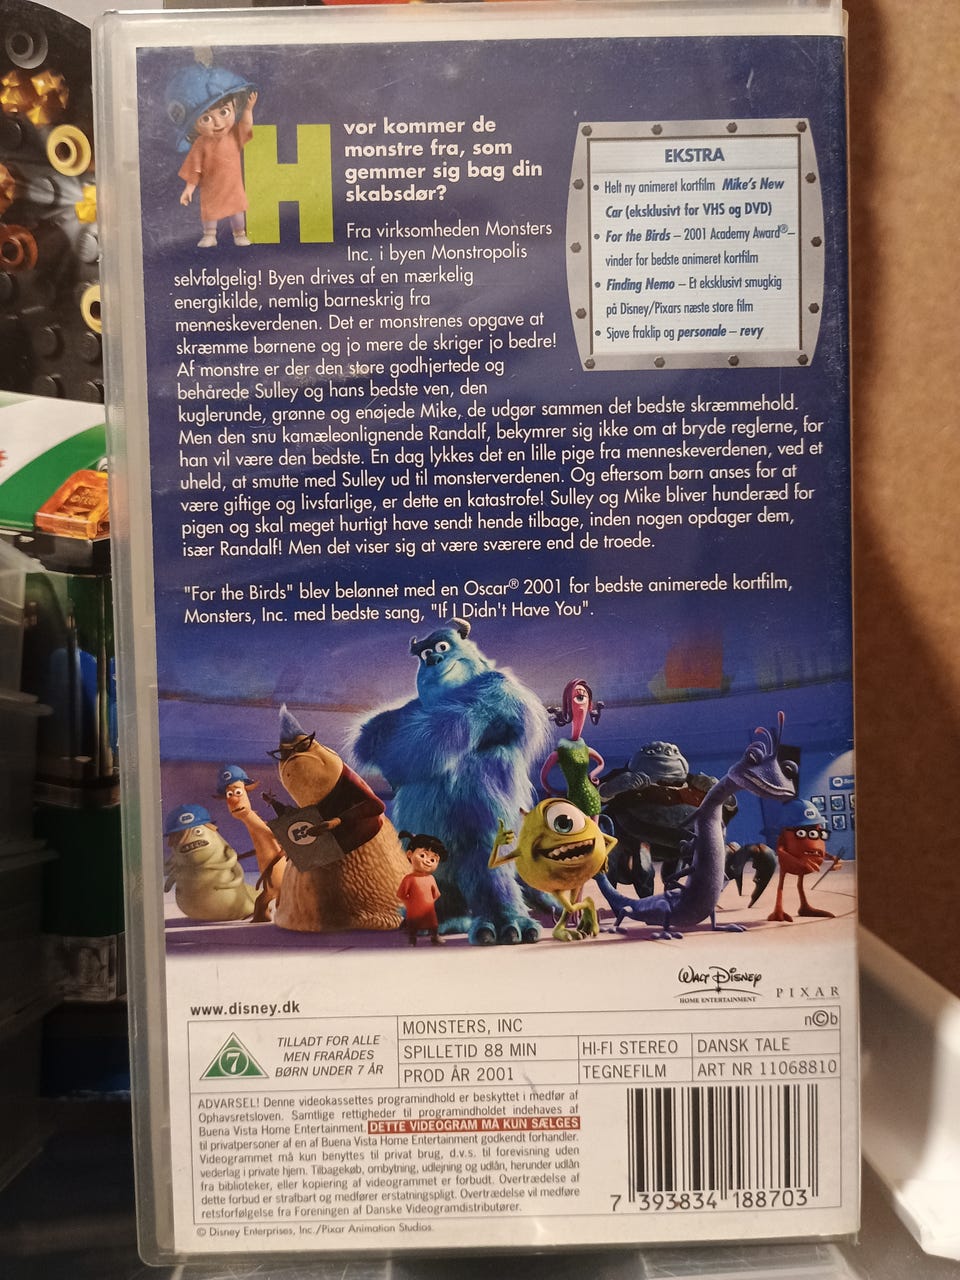 Hvor kommer de
monstre fra, som
gemmer sig bag din
skabsdør?
Fra virksomheden Monsters
Inc. i byen Monstropolis
selvfølgelig! Byen drives af en mærkelig
energikilde, nemlig barneskrig fra
menneskeverdenen. Det er monstrenes opgave at
skræmme børnene og jo mere de skriger jo bedre!
Af monstre er der den store godhjertede og
behårede Sulley og hans bedste ven, den
kuglerunde, grønne og enøjede Mike, de udgør sammen det bedste skræmmehold.
Men den snu kamæleonlignende Randalf, bekymrer sig ikke om at bryde reglerne, for
han vil være den bedste. En dag lykkes det en lille pige fra menneskeverdenen, ved et
uheld, at smutte med Sulley ud til monsterverdenen. Og eftersom børn anses for at
være giftige og livsfarlige, er dette en katastrofe! Sulley og Mike bliver hunderæd for
pigen og skal meget hurtigt have sendt hende tilbage, inden nogen opdager dem,
især Randalf! Men det viser sig at være sværere end de troede.
"For the Birds" blev belønnet med en Oscar® 2001 for bedste animerede kortfilm,
Monsters, Inc. med bedste sang, "If I Didn't Have You".
EKSTRA
• Helt ny animeret kortfilm Mike's New
Car (eksklusivt for VHS og DVD)
• For the Birds – 2001 Academy Award®–
vinder for bedste animeret kortfilm
• Finding Nemo – Et eksklusivt smugkig
på Disney/Pixars næste store film
• Sjove fraklip og personale – revy
WALT DISNEY
HOME ENTERTAINMENT
PIXAR
www.disney.dk
n©b
7
TILLADT FOR ALLE
MEN FRARÅDES
BØRN UNDER 7 ÅR
MONSTERS, INC
SPILLETID 88 MIN
HI-FI STEREO
DANSK TALE
PROD ÅR 2001
TEGNEFILM
ART NR 11068810
ADVARSEL! Denne videokassettes programindhold er beskyttet i medfør af
Ophavsretsloven. Samtlige rettigheder til programindholdet indehaves af
Buena Vista Home Entertainment. DETTE VIDEOGRAM MÅ KUN SÆLGES
til privatpersoner af en af Buena Vista Home Entertainment godkendt forhandler.
Videogrammet må kun benyttes til privat brug, d.v.s. til forevisning uden
vederlag i private hjem. Tilbagekøb, ombytning, udlejning og udlån, herunder udlån
fra biblioteker, eller kopiering af videogrammet er forbudt. Overtrædelse af
dette forbud er strafbart og medfører erstatningspligt. Overtrædelse vil medføre
retsforfølgelse fra Foreningen af Danske Videogramdistributører.
7 393834 188703
© Disney Enterprises, Inc./Pixar Animation Studios.